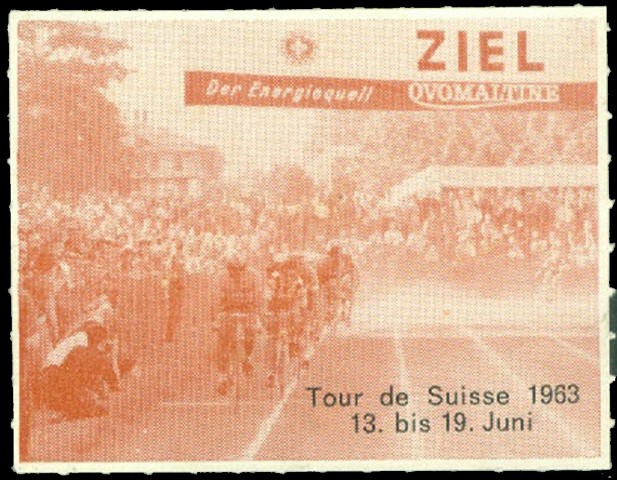 ZIEL
Der Energiequell OVOMALTINE
Tour de Suisse 1963
13. bis 19. Juni